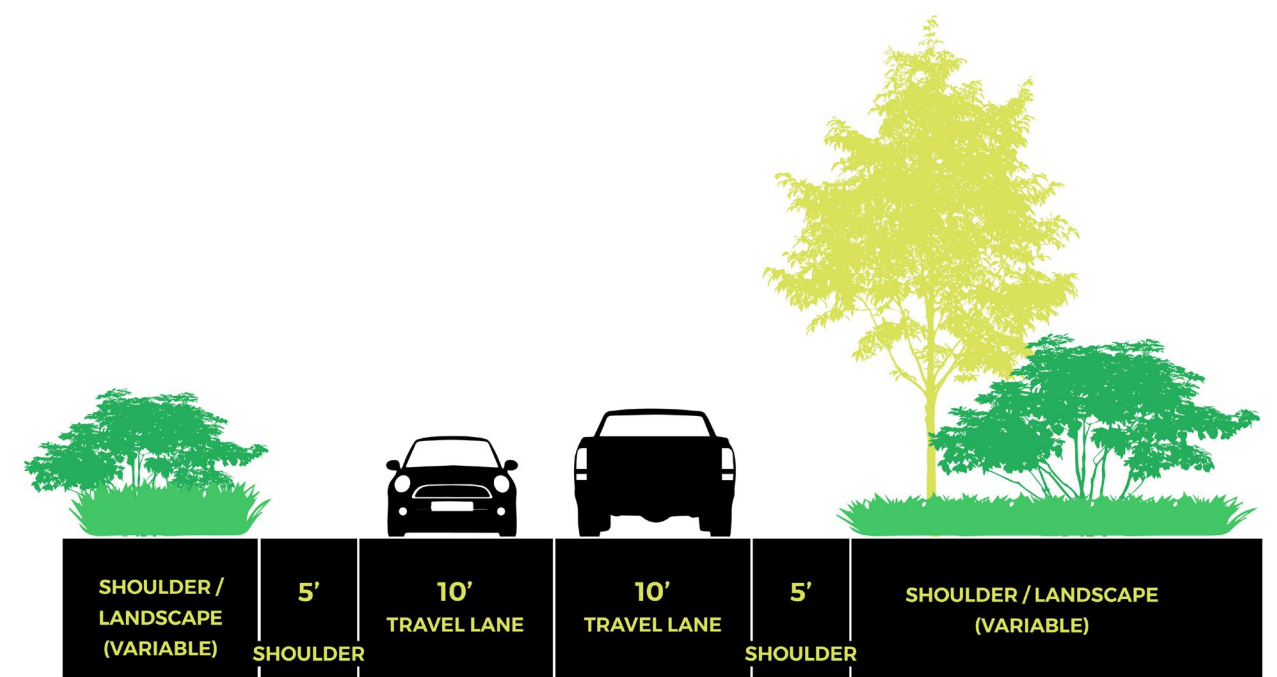 SHOULDER /
LANDSCAPE
(VARIABLE)
5’
SHOULDER
10’
TRAVEL LANE
10’
TRAVEL LANE
5’
SHOULDER
SHOULDER / LANDSCAPE
(VARIABLE)